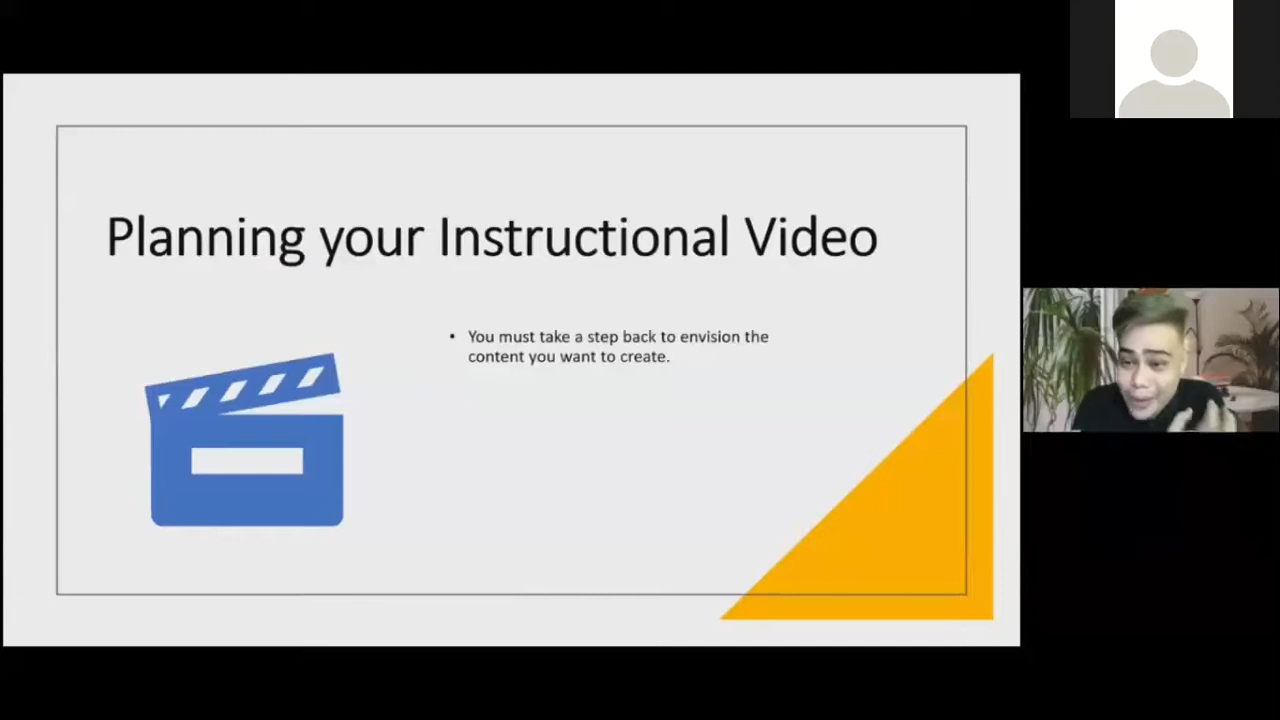 Planning your Instructional Video
• You must take a step back to envision the
content you want to create.